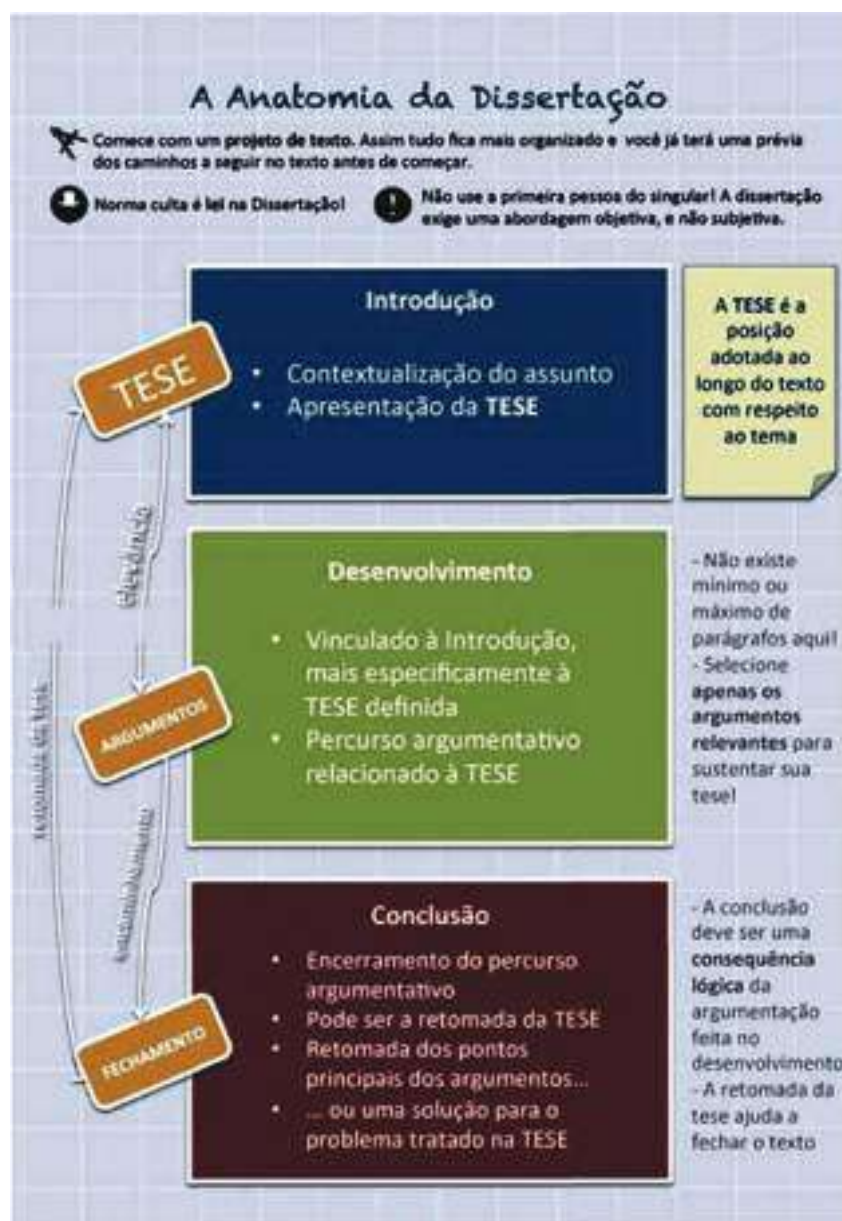 A Anatomia da Dissertação
Comece com um projeto de texto. Assim tudo fica mais organizado e você já terá uma prévia
dos caminhos a seguir no texto antes de começar.
Norma culta é lei na Dissertação!
Não use a primeira pessoa do singular! A dissertação
exige uma abordagem objetiva, e não subjetiva.
Introdução
• Contextualização do assunto
• Apresentação da TESE
TESE
A TESE é a
posição
adotada ao
longo do texto
com respeito
ao tema
Desenvolvimento
• Vinculado à Introdução,
mais especificamente à
TESE definida
• Percurso argumentativo
relacionado à TESE
ARGUMENTOS
- Não existe
mínimo ou
máximo de
parágrafos aqui!
- Selecione
apenas os
argumentos
relevantes para
sustentar sua
tese!
Conclusão
• Encerramento do percurso
argumentativo
• Pode ser a retomada da TESE
• Retomada dos pontos
principais dos argumentos...
• ... ou uma solução para o
problema tratado na TESE
FECHAMENTO
- A conclusão
deve ser uma
consequência
lógica da
argumentação
feita no
desenvolvimento
- A retomada da
tese ajuda a
fechar o texto